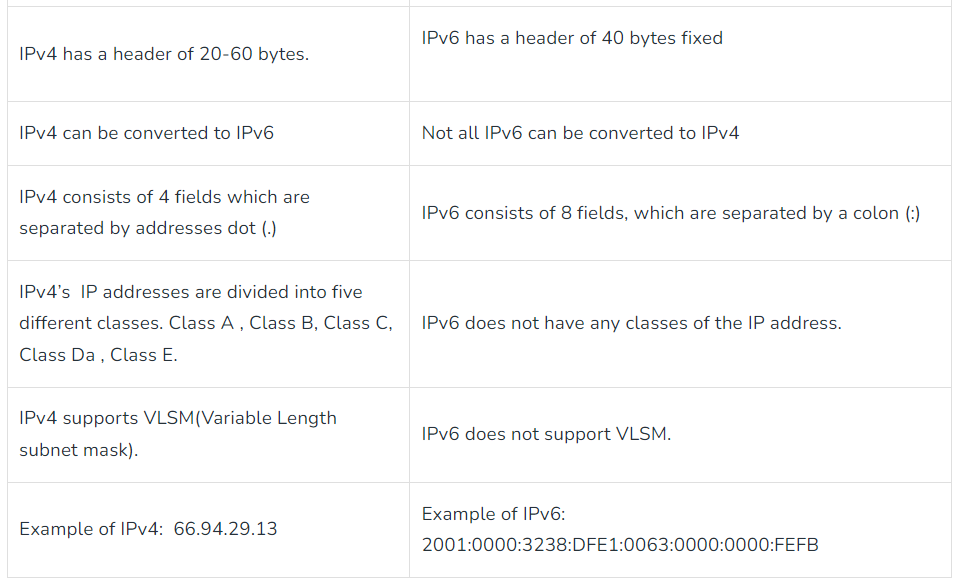 IPv4 has a header of 20-60 bytes.
IPv6 has a header of 40 bytes fixed
IPv4 can be converted to IPv6
Not all IPv6 can be converted to IPv4
IPv4 consists of 4 fields which are
separated by addresses dot (.)
IPv6 consists of 8 fields, which are separated by a colon (:)
IPv4’s  IP addresses are divided into five
different classes. Class A , Class B, Class C,
Class Da , Class E.
IPv6 does not have any classes of the IP address.
IPv4 supports VLSM(Variable Length
subnet mask).
IPv6 does not support VLSM.
Example of IPv4:  66.94.29.13
Example of IPv6:
2001:0000:3238:DFE1:0063:0000:0000:FEFB